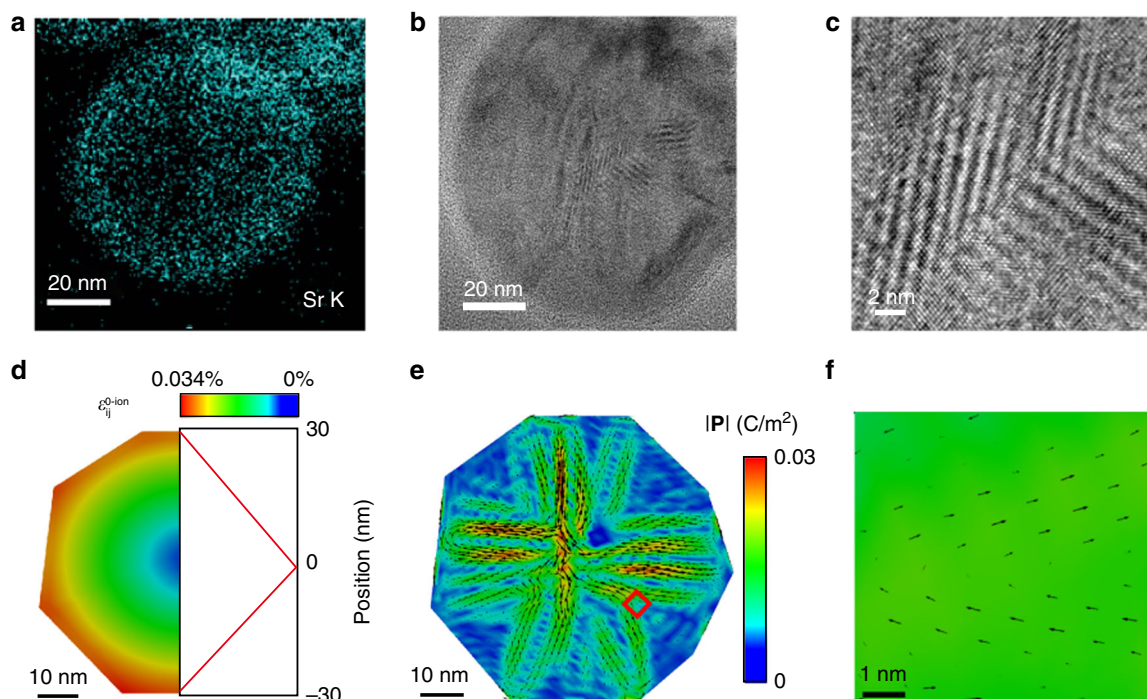 a
b
c
20 nm
Sr K
20 nm
2 nm
d
e
f
0.034%
0%
ε 0-ion ij
30
0
–30
Position (nm)
10 nm
|P| (C/m²)
0.03
0
10 nm
1 nm